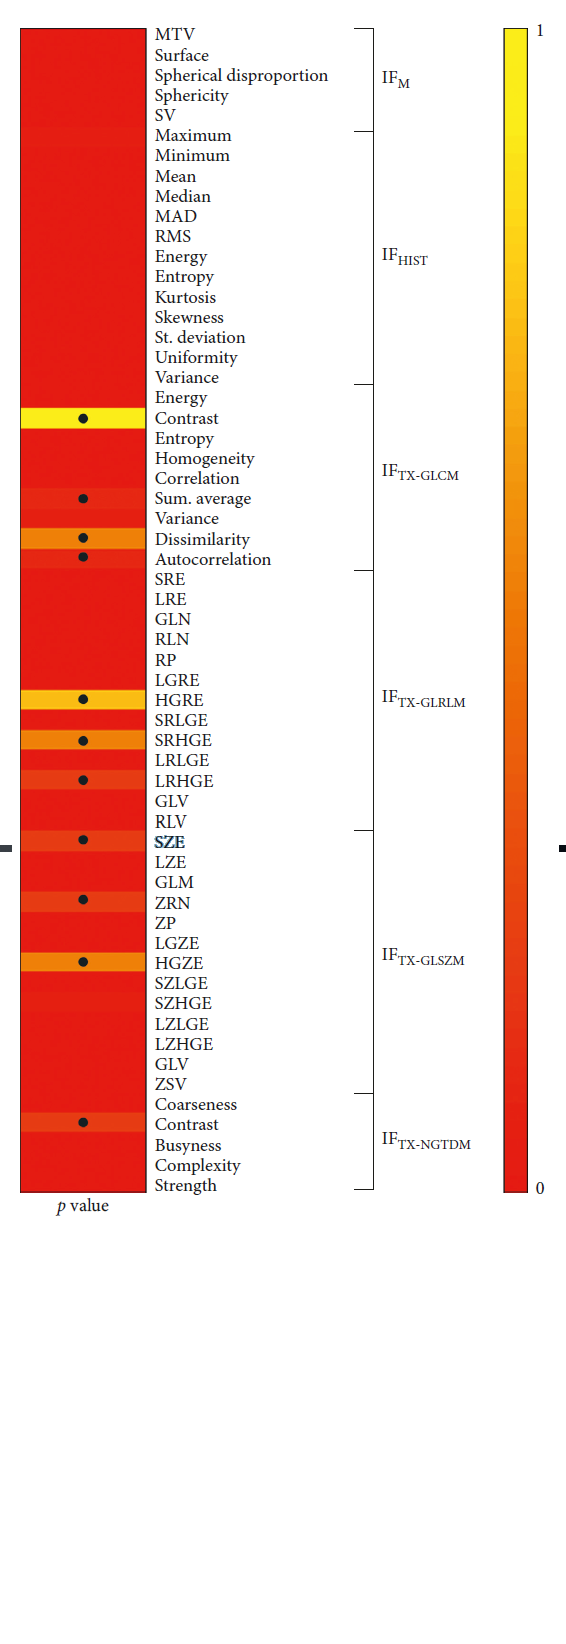 MTV
Surface
Spherical disproportion
Sphericity
SV
IFM
Maximum
Minimum
Mean
Median
MAD
RMS
Energy
Entropy
Kurtosis
Skewness
St. deviation
Uniformity
Variance
IFHIST
Energy
Contrast
Entropy
Homogeneity
Correlation
Sum. average
Variance
Dissimilarity
Autocorrelation
IFTX-GLCM
SRE
LRE
GLN
RLN
RP
LGRE
HGRE
SRLGE
SRHGE
LRLGE
LRHGE
GLV
RLV
IFTX-GLRLM
SZE
LZE
GLM
ZRN
ZP
LGZE
HGZE
SZLGE
SZHGE
LZLGE
LZHGE
GLV
ZSV
IFTX-GLSZM
Coarseness
Contrast
Busyness
Complexity
Strength
IFTX-NGTDM
p value
1
0